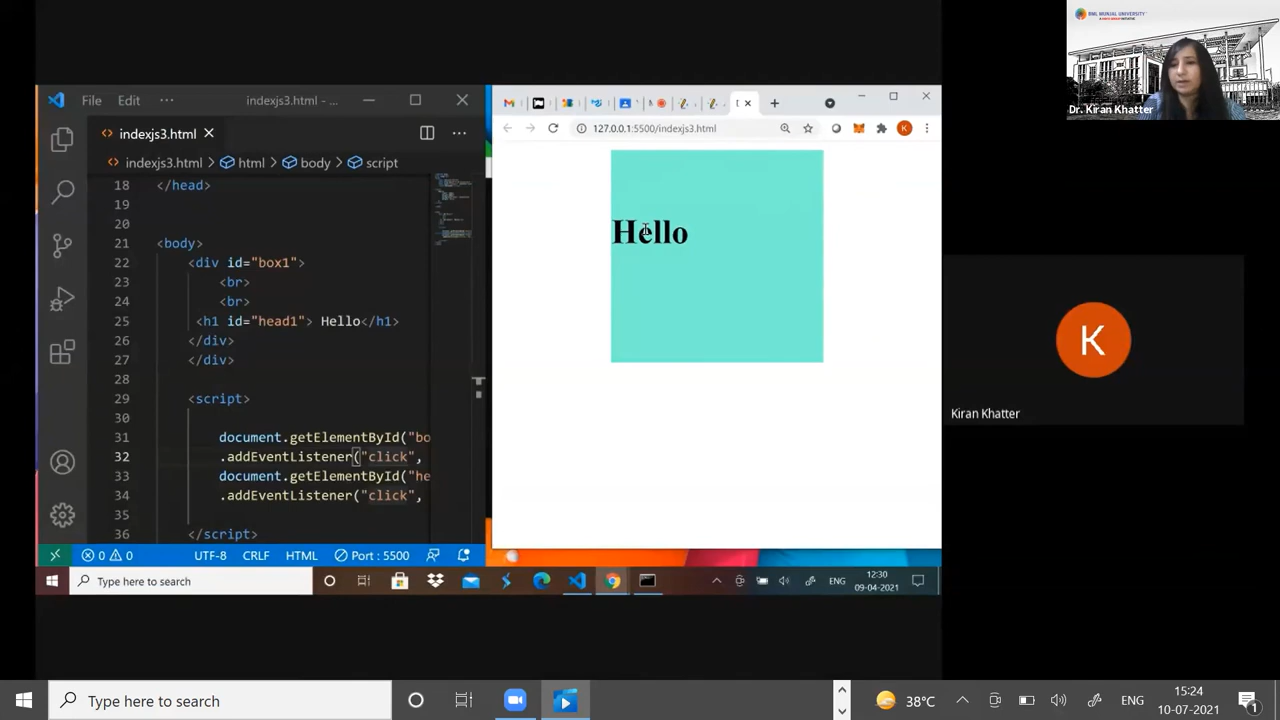 BML MUNJAL UNIVERSITY
Dr. Kiran Khatter
File Edit ··· indexjs3.html - ...
indexjs3.html
indexjs3.html > html > body > script
18 </head>
19
20
21 <body>
22 <div id="box1">
23 <br>
24 <br>
25 <h1 id="head1"> Hello</h1>
26 </div>
27 </div>
28
29 <script>
30
31 document.getElementById("bo
32 .addEventListener("click",
33 document.getElementById("he
34 .addEventListener("click",
35
36 </script>
0 0 UTF-8 CRLF HTML Port : 5500
127.0.0.1:5500/indexjs3.html
K
Hello
K
Kiran Khatter
Type here to search
ENG
12:30
09-04-2021
Type here to search
38°C
ENG
15:24
10-07-2021
1